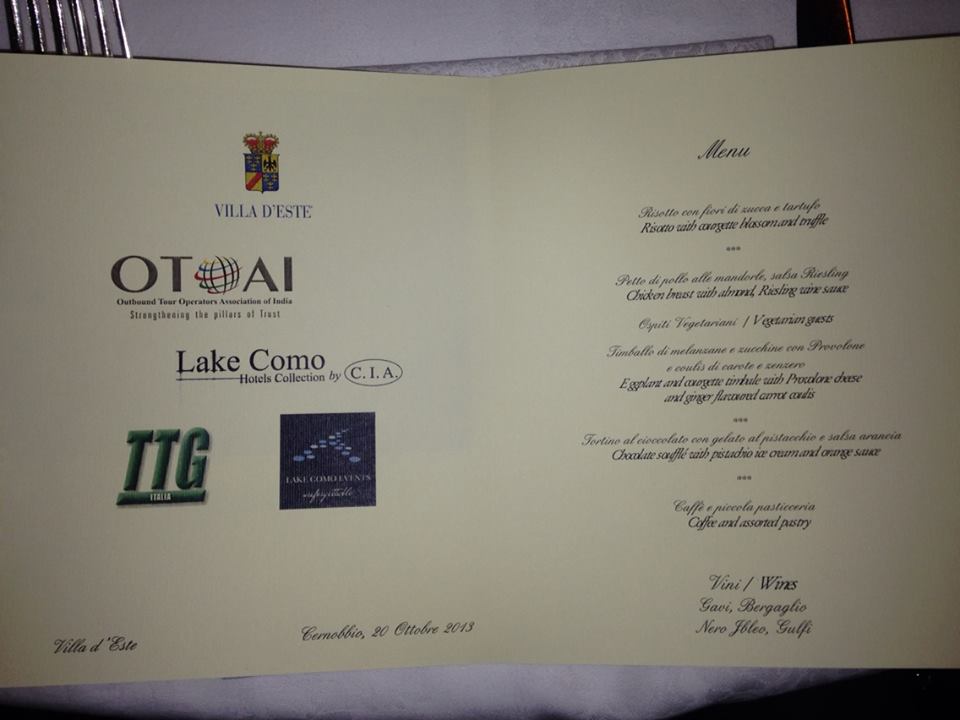 VILLA D'ESTE®
OTOAI
Outbound Tour Operators Association of India
Strengthening the pillars of Trust
Lake Como
Hotels Collection by C.I.A.
TTG
ITALIA
LAKE COMO EVENTS
unforgettable
Villa d'Este
Cernobbio, 20 Ottobre 2013
Menu
Risotto con fiori di zucca e tartufo
Risotto with courgette blossom and truffle
***
Petto di pollo alle mandorle, salsa Riesling
Chicken breast with almond, Riesling wine sauce
Ospiti Vegetariani / Vegetarian guests
Timballo di melanzane e zucchine con Provolone
e coulis di carote e zenzero
Eggplant and courgette timbale with Provolone cheese
and ginger flavoured carrot coulis
***
Tortino al cioccolato con gelato al pistacchio e salsa arancia
Chocolate soufflé with pistachio ice cream and orange sauce
***
Caffè e piccola pasticceria
Coffee and assorted pastry
Vini / Wines
Gavi, Bergaglio
Nero Jbleo, Gulfi